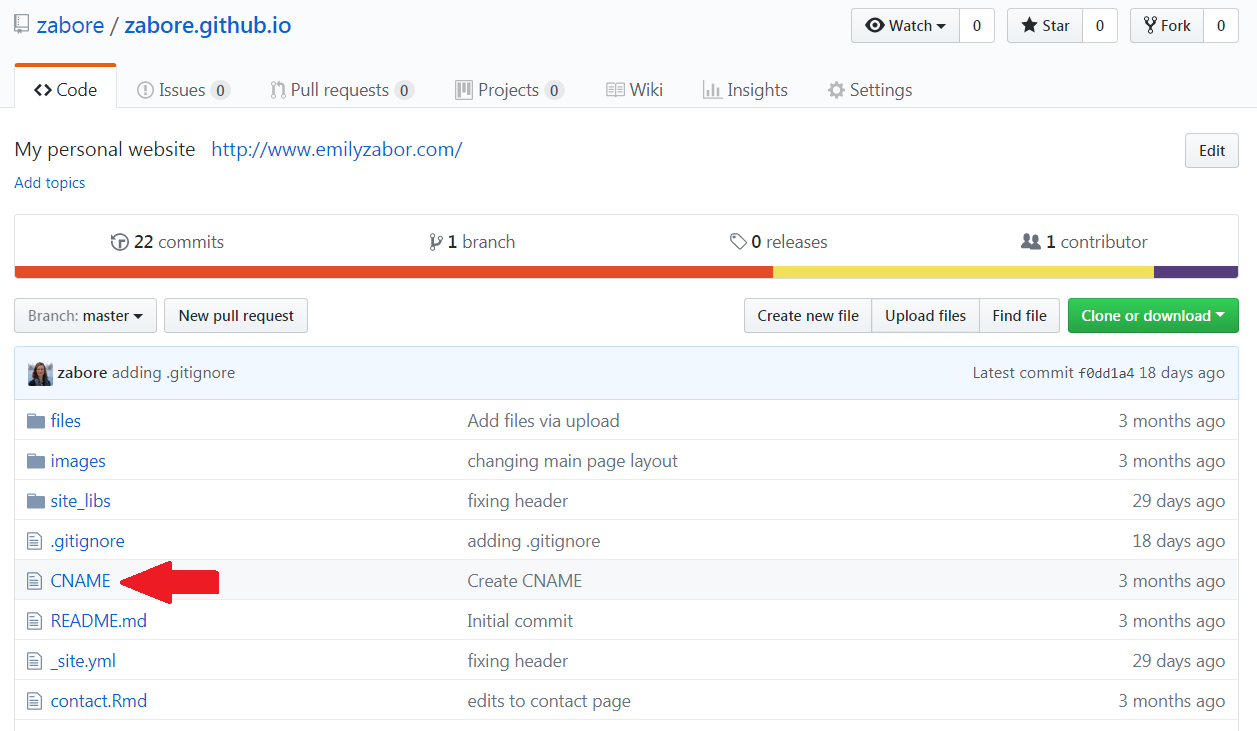 zabore / zabore.github.io Watch 0 Star 0 Fork 0
Code Issues 0 Pull requests 0 Projects 0 Wiki Insights Settings
My personal website http://www.emilyzabor.com/ Edit
Add topics
22 commits 1 branch 0 releases 1 contributor
Branch: master New pull request Create new file Upload files Find file Clone or download
zabore adding .gitignore Latest commit f0dd1a4 18 days ago
files Add files via upload 3 months ago
images changing main page layout 3 months ago
site_libs fixing header 29 days ago
.gitignore adding .gitignore 18 days ago
CNAME Create CNAME 3 months ago
README.md Initial commit 3 months ago
_site.yml fixing header 29 days ago
contact.Rmd edits to contact page 3 months ago